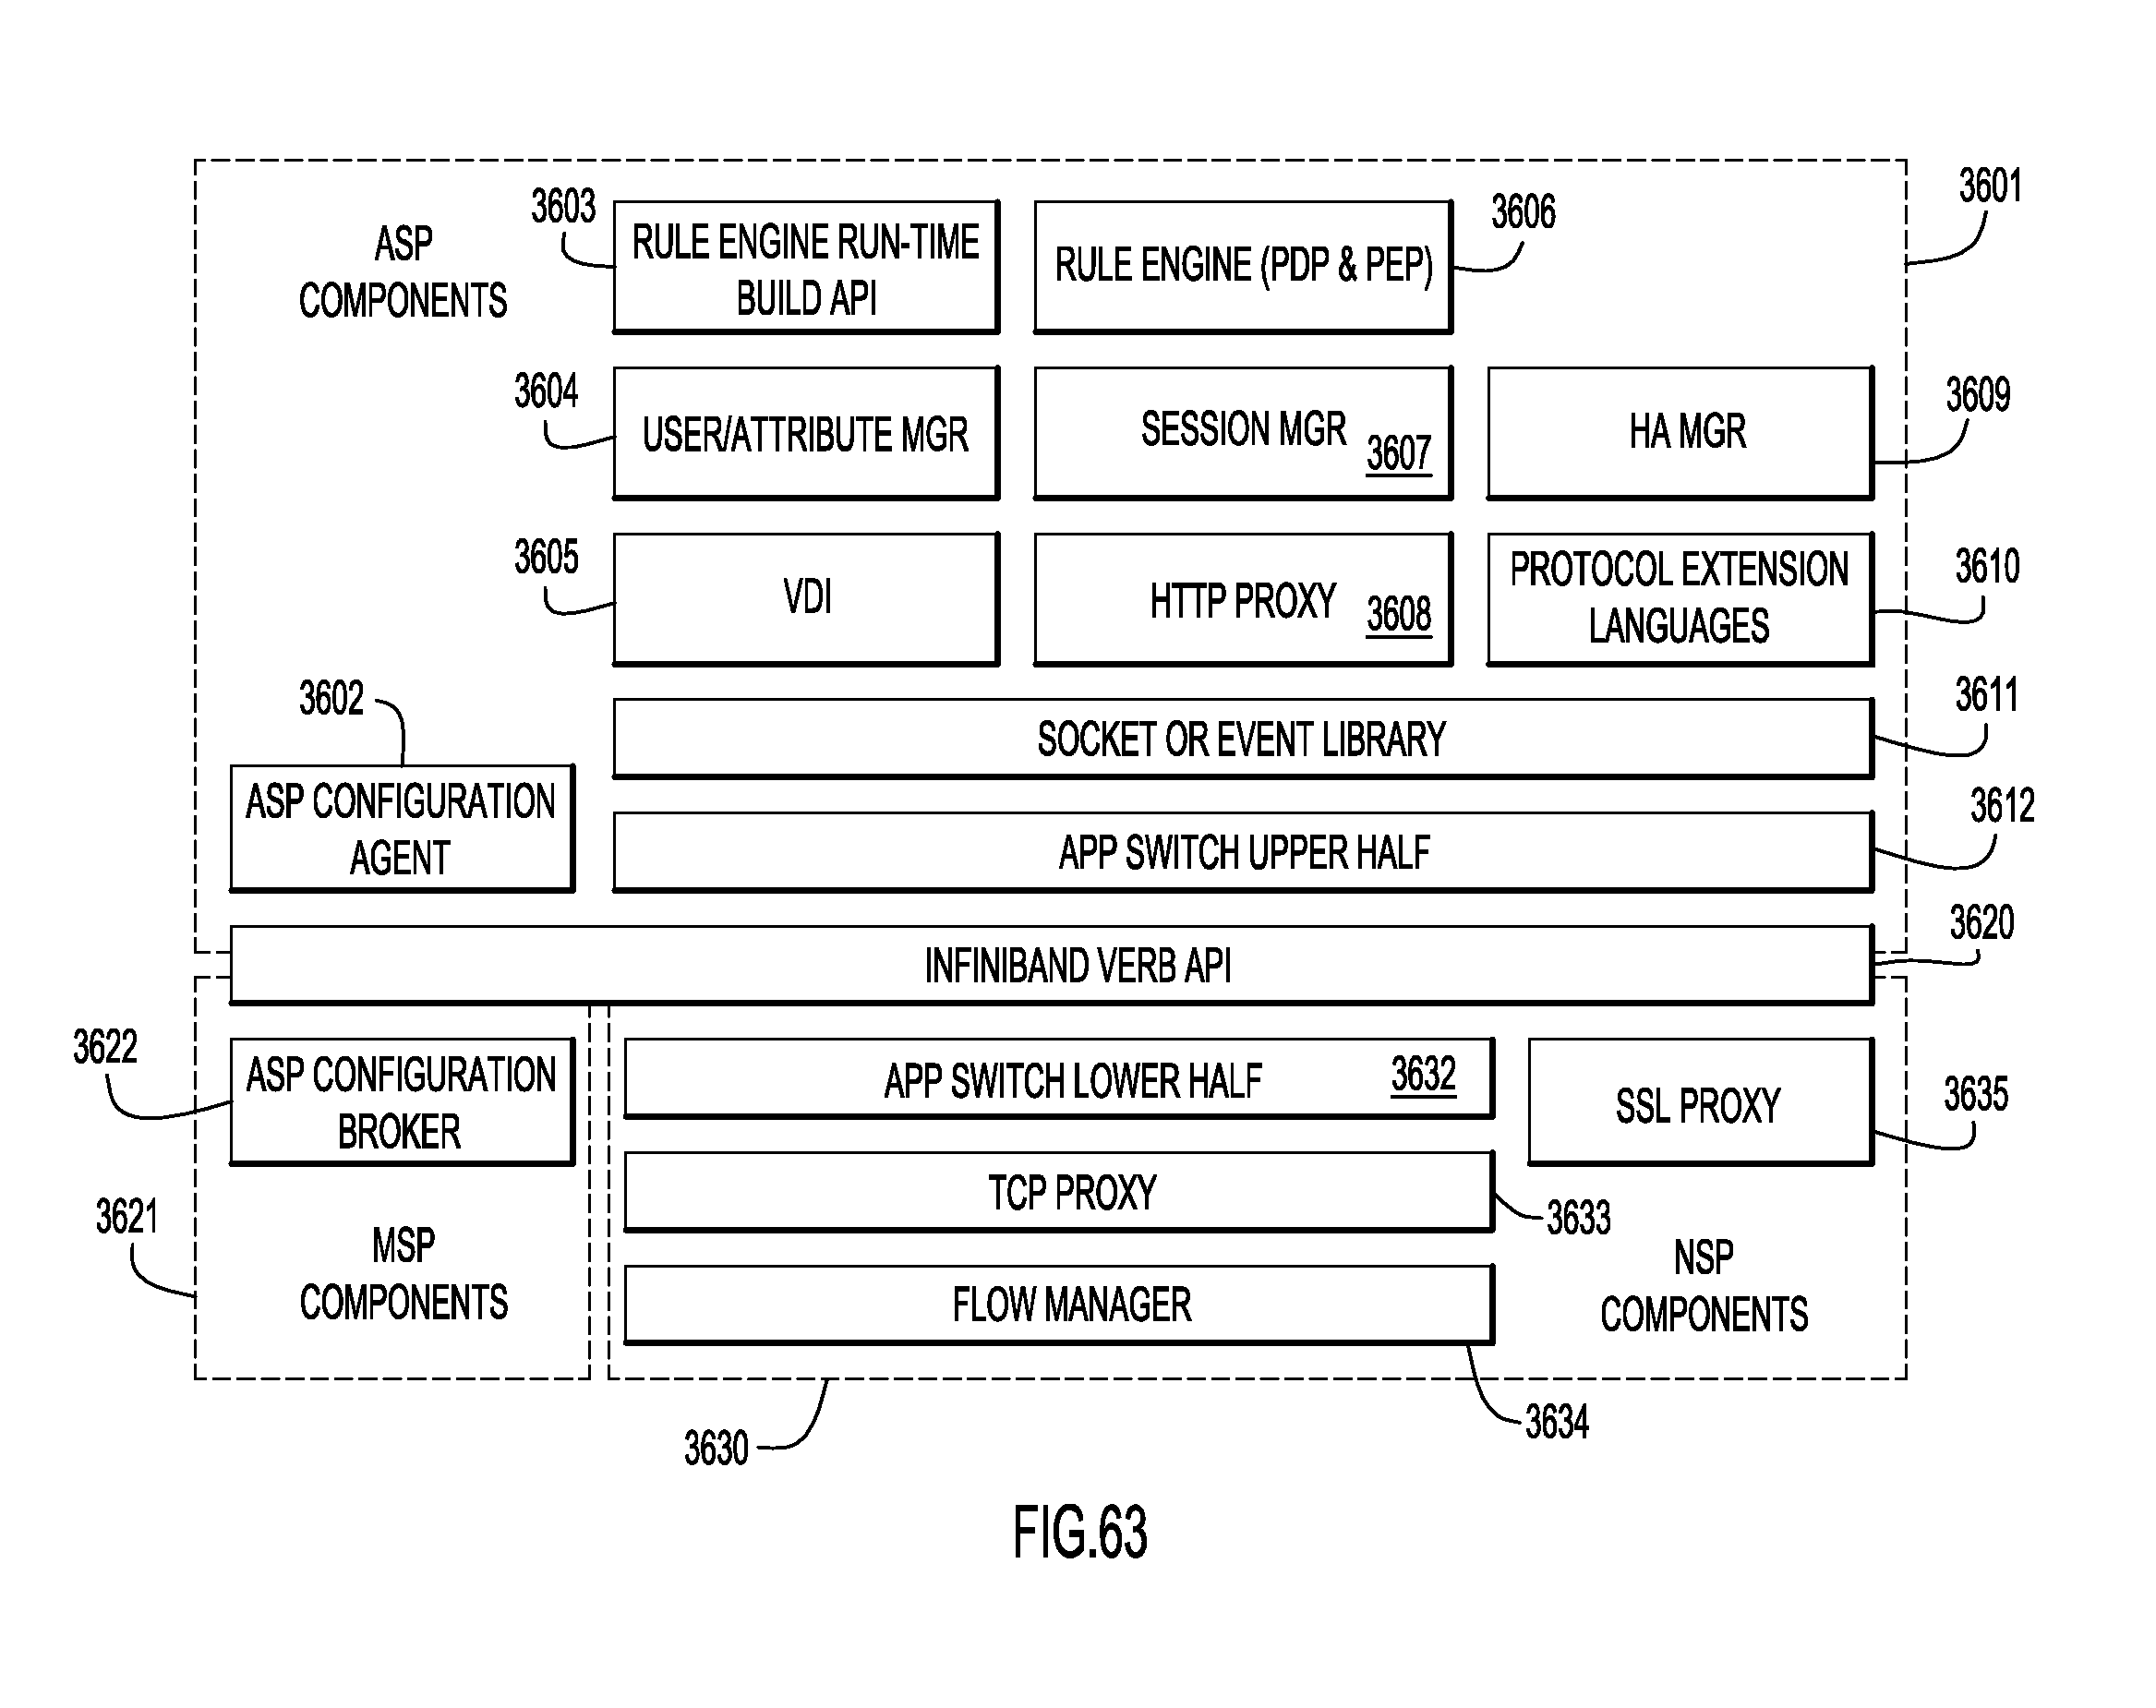 3601
3603
RULE ENGINE RUN-TIME
BUILD API
RULE ENGINE (PDP & PEP)
3606
ASP
COMPONENTS
3604
USER/ATTRIBUTE MGR
SESSION MGR
3607
HA MGR
3609
3605
VDI
HTTP PROXY
3608
PROTOCOL EXTENSION
LANGUAGES
3610
3602
SOCKET OR EVENT LIBRARY
3611
ASP CONFIGURATION
AGENT
APP SWITCH UPPER HALF
3612
INFINIBAND VERB API
3620
3622
ASP CONFIGURATION
BROKER
APP SWITCH LOWER HALF
3632
SSL PROXY
3635
TCP PROXY
3633
3621
MSP
COMPONENTS
FLOW MANAGER
NSP
COMPONENTS
3630
3634
FIG.63